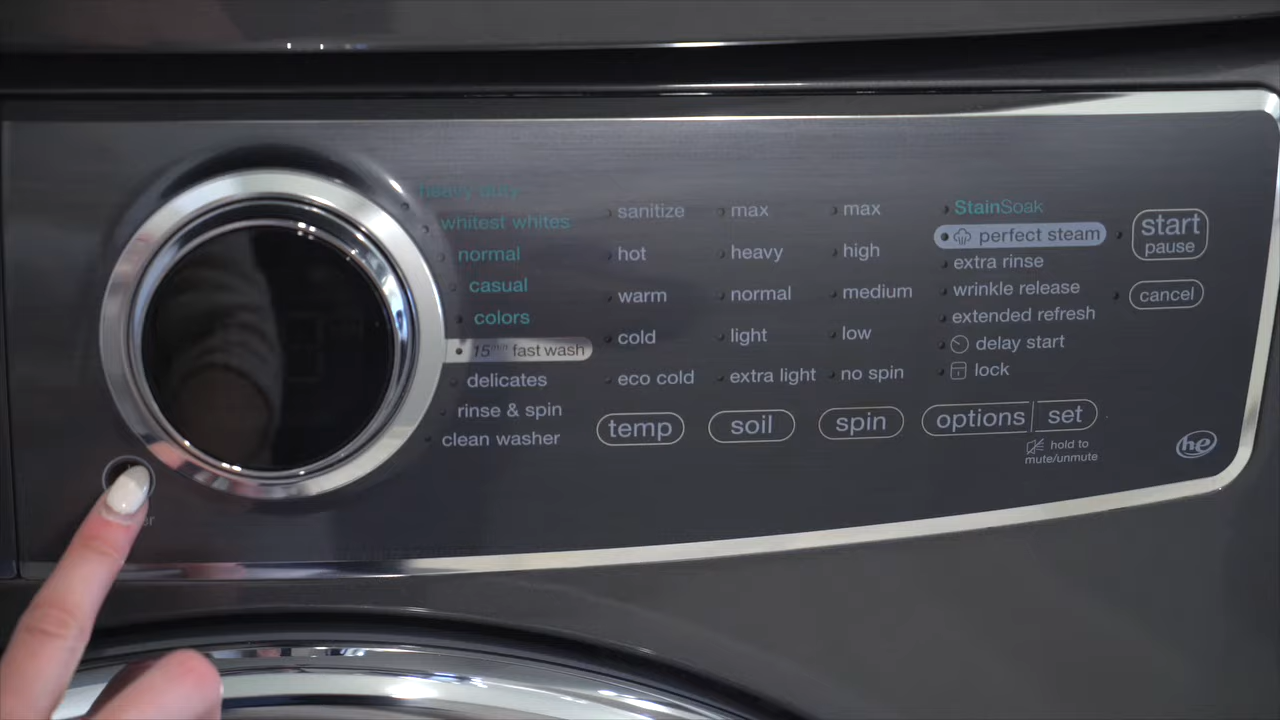 heavy duty
whitest whites
normal
casual
colors
15min fast wash
delicates
rinse & spin
clean washer
sanitize
hot
warm
cold
eco cold
temp
max
heavy
normal
light
extra light
soil
max
high
medium
low
no spin
spin
StainSoak
perfect steam
extra rinse
wrinkle release
extended refresh
delay start
lock
options set
hold to
mute/unmute
start
pause
cancel
he